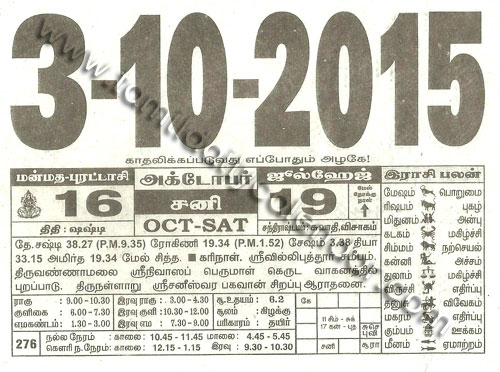 3-10-2015
www.tamildailycalendar.com
காதலிக்கப்படுவது எப்போதும் அழகே!
மன்மத-புரட்டாசி அக்டோபர் ஜூல்ஹேஜ் இராசி பலன்
16 சனி 19
மேல் நோக்கு நாள்
திதி : ஷஷ்டி OCT-SAT சந்திராஷ்டமம்: சுவாதி, விசாகம்
மேஷம் பொறுமை
ரிஷபம் புகழ்
மிதுனம் அன்பு
கடகம் மகிழ்ச்சி
சிம்மம் நற்செயல்
கன்னி அமைதி
துலாம் மகிழ்ச்சி
விருச்சி எதிர்ப்பு
தனுசு விவேகம்
மகரம் எதிர்ப்பு
கும்பம் ஊக்கம்
மீனம் ஏமாற்றம்
தே.சஷ்டி 38.27 (P.M.9.35) ரோகிணி 19.34 (P.M.1.52) சேஷம் 4.38 தியா
33.15 அமிர்த 19.34 மேல் சித்த. கரிநாள். ஸ்ரீவில்லிபுத்தூர்
திருவண்ணாமலை ஸ்ரீநிவாஸப் பெருமாள் கெருட வாகனத்தில்
புறப்பாடு. திருநள்ளாறு ஸ்ரீசனீஸ்வர பகவான் சிறப்பு ஆராதனை.
ராகு : 9.00 - 10.30 இரவு ராகு : 3.00 - 4.30 சூ.உதயம் : 6.2
குளிகை : 6.00 - 7.30 இரவு குளி : 10.30 - 12.00 சூலம் : கிழக்கு
எமகண்டம் : 1.30 - 3.00 இரவு எம : 7.30 - 9.00 பரிகாரம் : தயிர்
276 நல்ல நேரம் : காலை: 10.45 - 11.45 மாலை: 4.45 - 5.45
கௌரி ந.நேரம் : காலை: 12.15 - 1.15 இரவு : 9.30 - 10.30
கே
11 சிம் - சுக்
17 கன் - புத
சனி